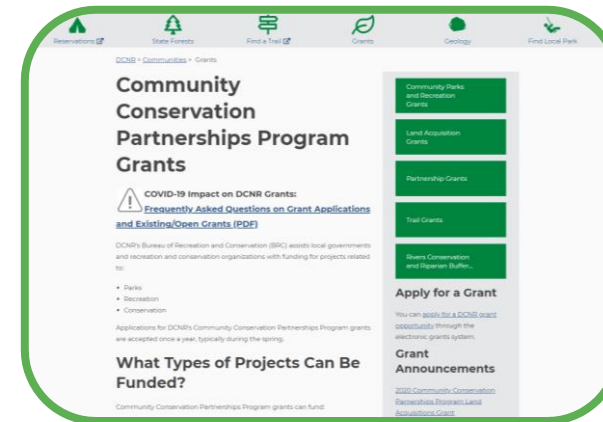 Reservations
State Forests
Find a Trail
Grants
Geology
Find Local Park
DCNR > Communities > Grants
Community
Conservation
Partnerships Program
Grants
COVID-19 Impact on DCNR Grants:
Frequently Asked Questions on Grant Applications
and Existing/Open Grants (PDF)
DCNR's Bureau of Recreation and Conservation (BRC) assists local governments
and recreation and conservation organizations with funding for projects related
to:
• Parks
• Recreation
• Conservation
Applications for DCNR's Community Conservation Partnerships Program grants
are accepted once a year, typically during the spring.
What Types of Projects Can Be
Funded?
Community Conservation Partnerships Program grants can fund:
Community Parks
and Recreation
Grants
Land Acquisition
Grants
Partnership Grants
Trail Grants
Rivers Conservation
and Riparian Buffer...
Apply for a Grant
You can apply for a DCNR grant
opportunity through the
electronic grants system.
Grant
Announcements
2020 Community Conservation
Partnerships Program Land
Acquisitions Grant